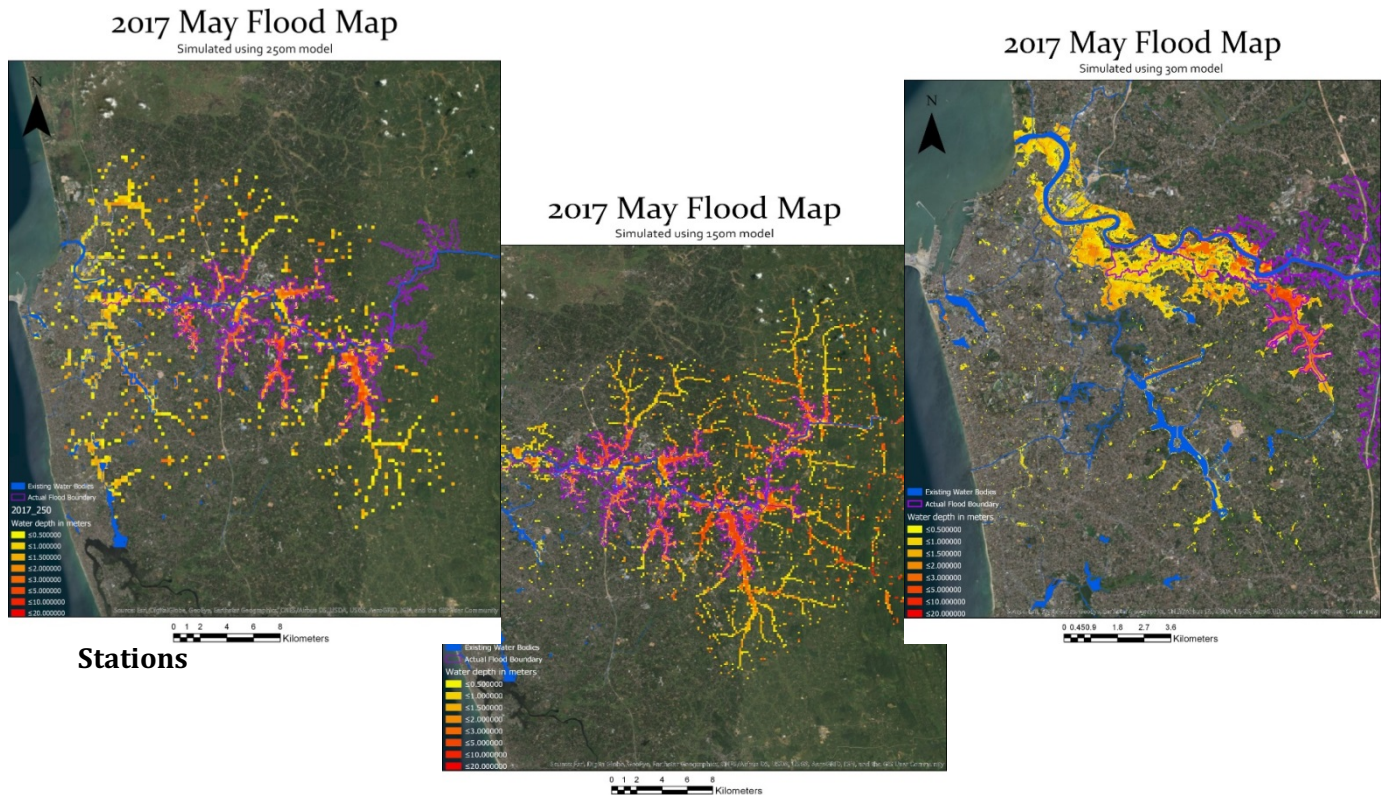 2017 May Flood Map
Simulated using 250m model
N
Existing Water Bodies
Actual Flood Boundary
2017_250
Water depth in meters
≤0.500000
≤1.000000
≤1.500000
≤2.000000
≤3.000000
≤5.000000
≤10.000000
≤20.000000
0 1 2 4 6 8
Kilometers
Stations
2017 May Flood Map
Simulated using 150m model
Existing Water Bodies
Actual Flood Boundary
Water depth in meters
≤0.500000
≤1.000000
≤1.500000
≤2.000000
≤3.000000
≤5.000000
≤10.000000
≤20.000000
0 1 2 4 6 8
Kilometers
2017 May Flood Map
Simulated using 30m model
N
Existing Water Bodies
Actual Flood Boundary
Water depth in meters
≤0.500000
≤1.000000
≤1.500000
≤2.000000
≤3.000000
≤5.000000
≤10.000000
≤20.000000
0 0.450.9 1.8 2.7 3.6
Kilometers